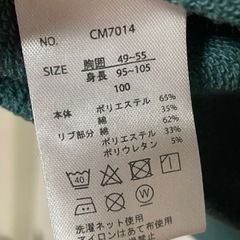 NO. CM7014
SIZE 胸囲 49~55
身長 95~105
100
本体 ポリエステル 65%
綿 35%
リブ部分 綿 62%
ポリエステル 33%
ポリウレタン 5%
40
W
洗濯ネット使用
アイロンはあて布使用